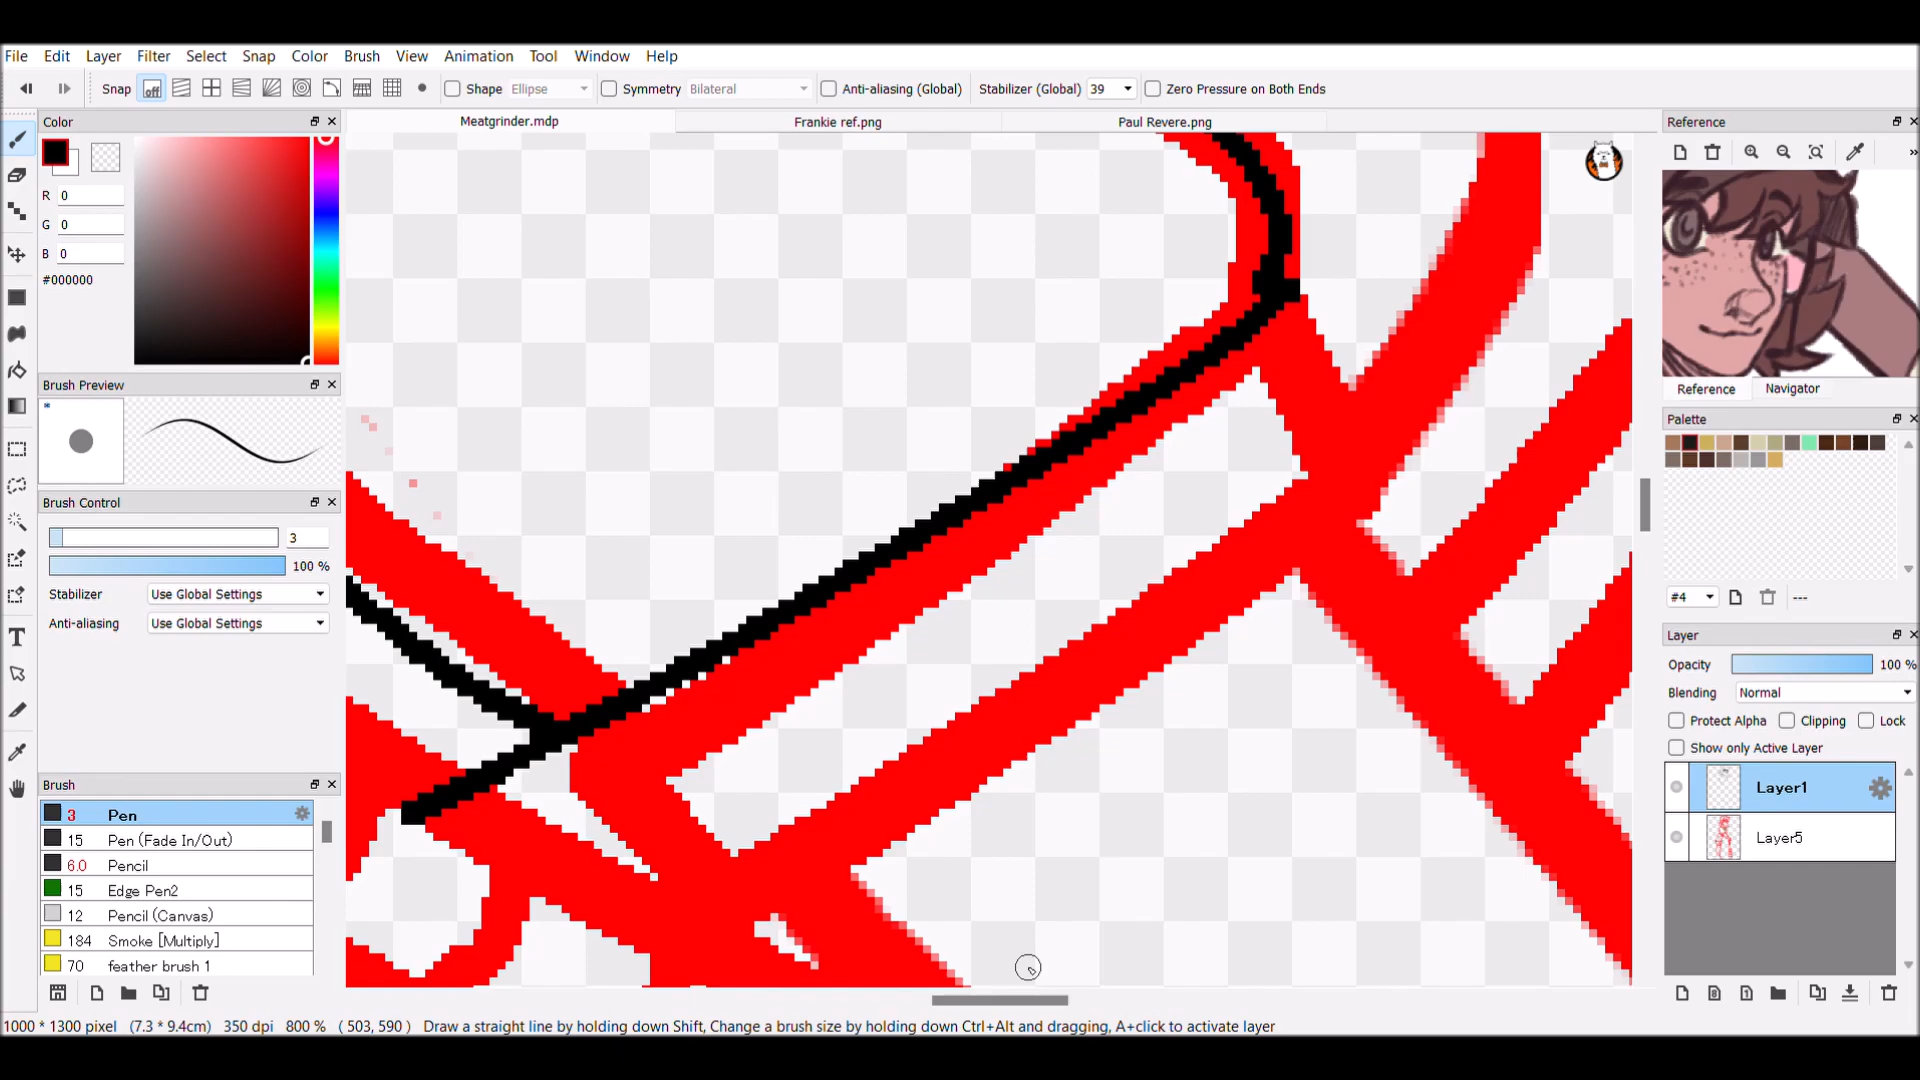 File Edit Layer Filter Select Snap Color Brush View Animation Tool Window Help
Snap off Shape Ellipse Symmetry Bilateral Anti-aliasing (Global) Stabilizer (Global) 39 Zero Pressure on Both Ends
Color
Meatgrinder.mdp
Frankie ref.png
Paul Revere.png
Reference
R 0
G 0
B 0
#000000
Brush Preview
Reference Navigator
Palette
Brush Control
3
100 %
Stabilizer Use Global Settings
Anti-aliasing Use Global Settings
#4 ---
Layer
Opacity 100 %
Blending Normal
Protect Alpha Clipping Lock
Show only Active Layer
Layer1
Layer5
Brush
3 Pen
15 Pen (Fade In/Out)
6.0 Pencil
15 Edge Pen2
12 Pencil (Canvas)
184 Smoke [Multiply]
70 feather brush 1
1000 * 1300 pixel (7.3 * 9.4cm) 350 dpi 800 % ( 503, 590 ) Draw a straight line by holding down Shift, Change a brush size by holding down Ctrl+Alt and dragging, A+click to activate layer